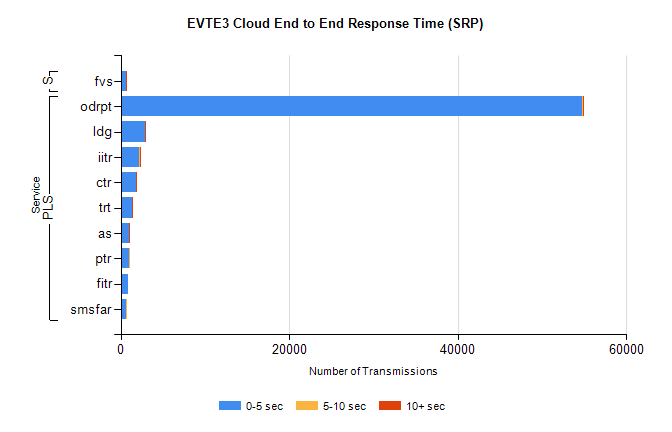 EVTE3 Cloud End to End Response Time (SRP)
Service
S
PLS
fvs
odrpt
ldg
iitr
ctr
trt
as
ptr
fitr
smsfar
0 20000 40000 60000
Number of Transmissions
0-5 sec 5-10 sec 10+ sec